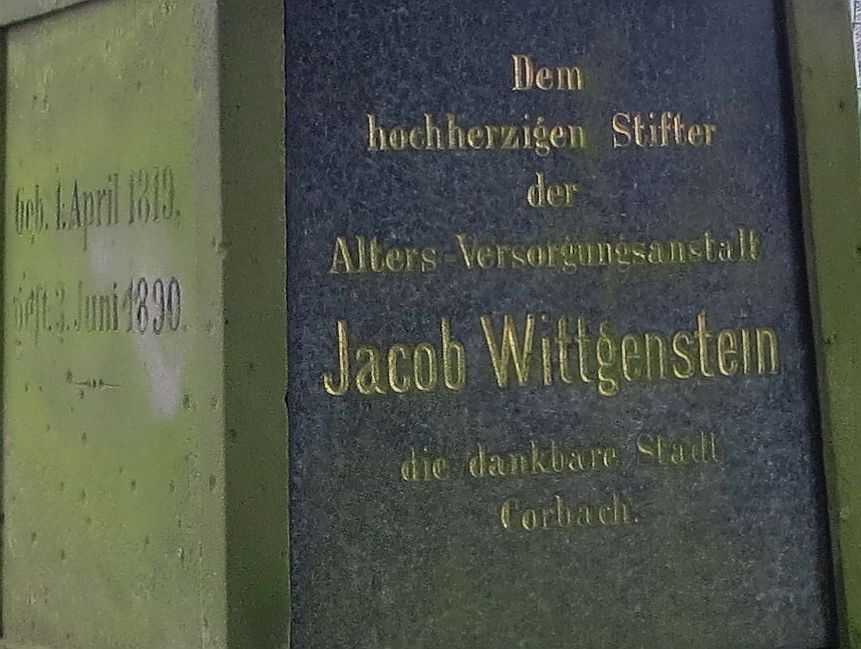 Geb. 1. April 1819.
gest. 3. Juni 1890.
Dem
hochherzigen Stifter
der
Alters-Versorgungsanstalt
Jacob Wittgenstein
die dankbare Stadt
Corbach.